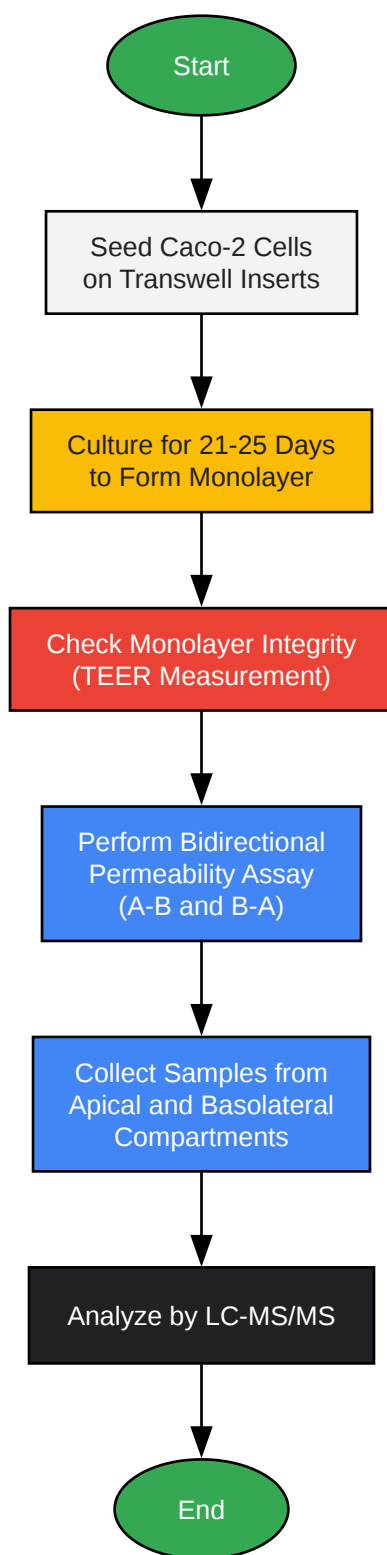 Start
Seed Caco-2 Cells
on Transwell Inserts
Culture for 21-25 Days
to Form Monolayer
Check Monolayer Integrity
(TEER Measurement)
Perform Bidirectional
Permeability Assay
(A-B and B-A)
Collect Samples from
Apical and Basolateral
Compartments
Analyze by LC-MS/MS
End